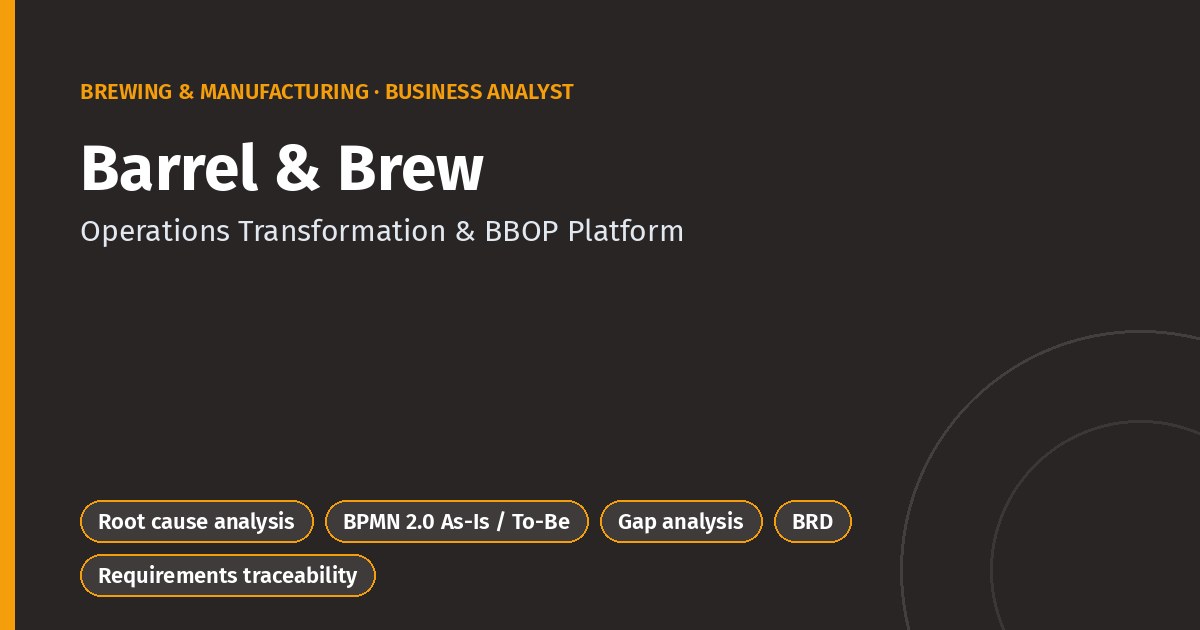 BREWING & MANUFACTURING · BUSINESS ANALYST
Barrel & Brew
Operations Transformation & BBOP Platform
Root cause analysis BPMN 2.0 As-Is / To-Be Gap analysis BRD
Requirements traceability